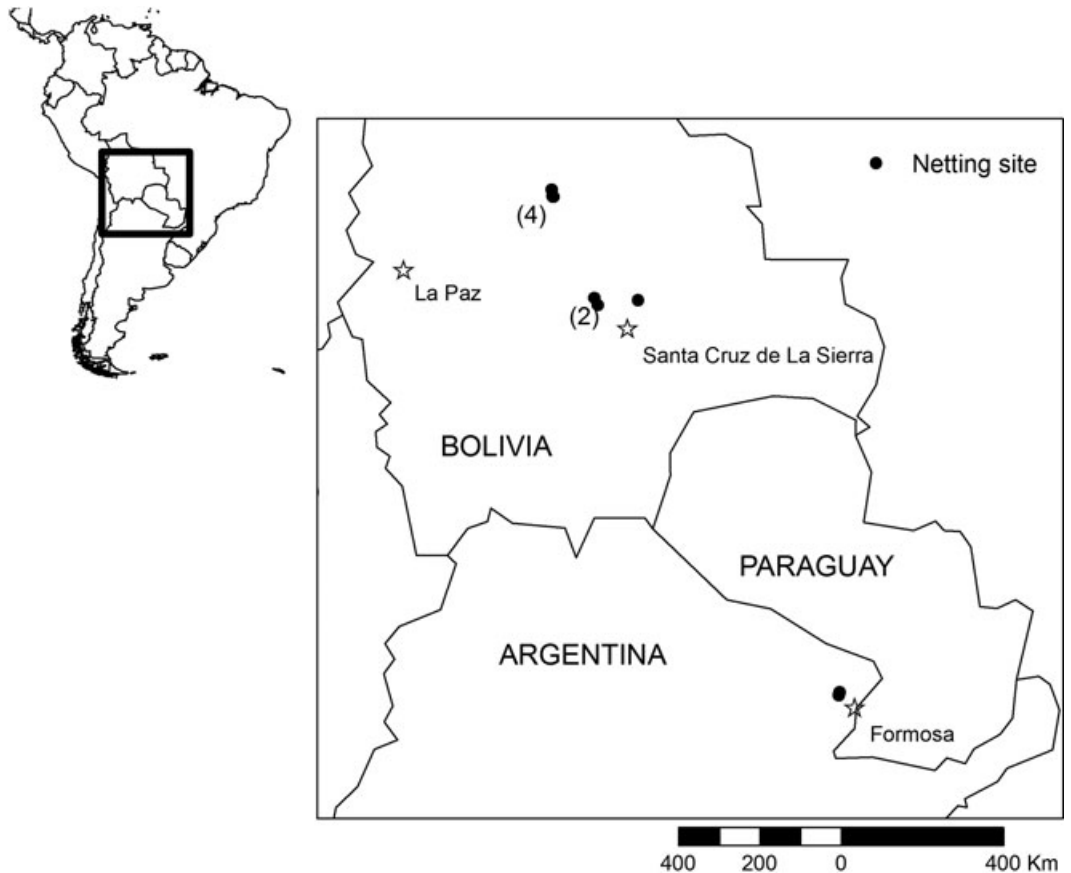 Netting site
(4)
La Paz
(2)
Santa Cruz de La Sierra
BOLIVIA
PARAGUAY
ARGENTINA
Formosa
400 200 0 400 Km